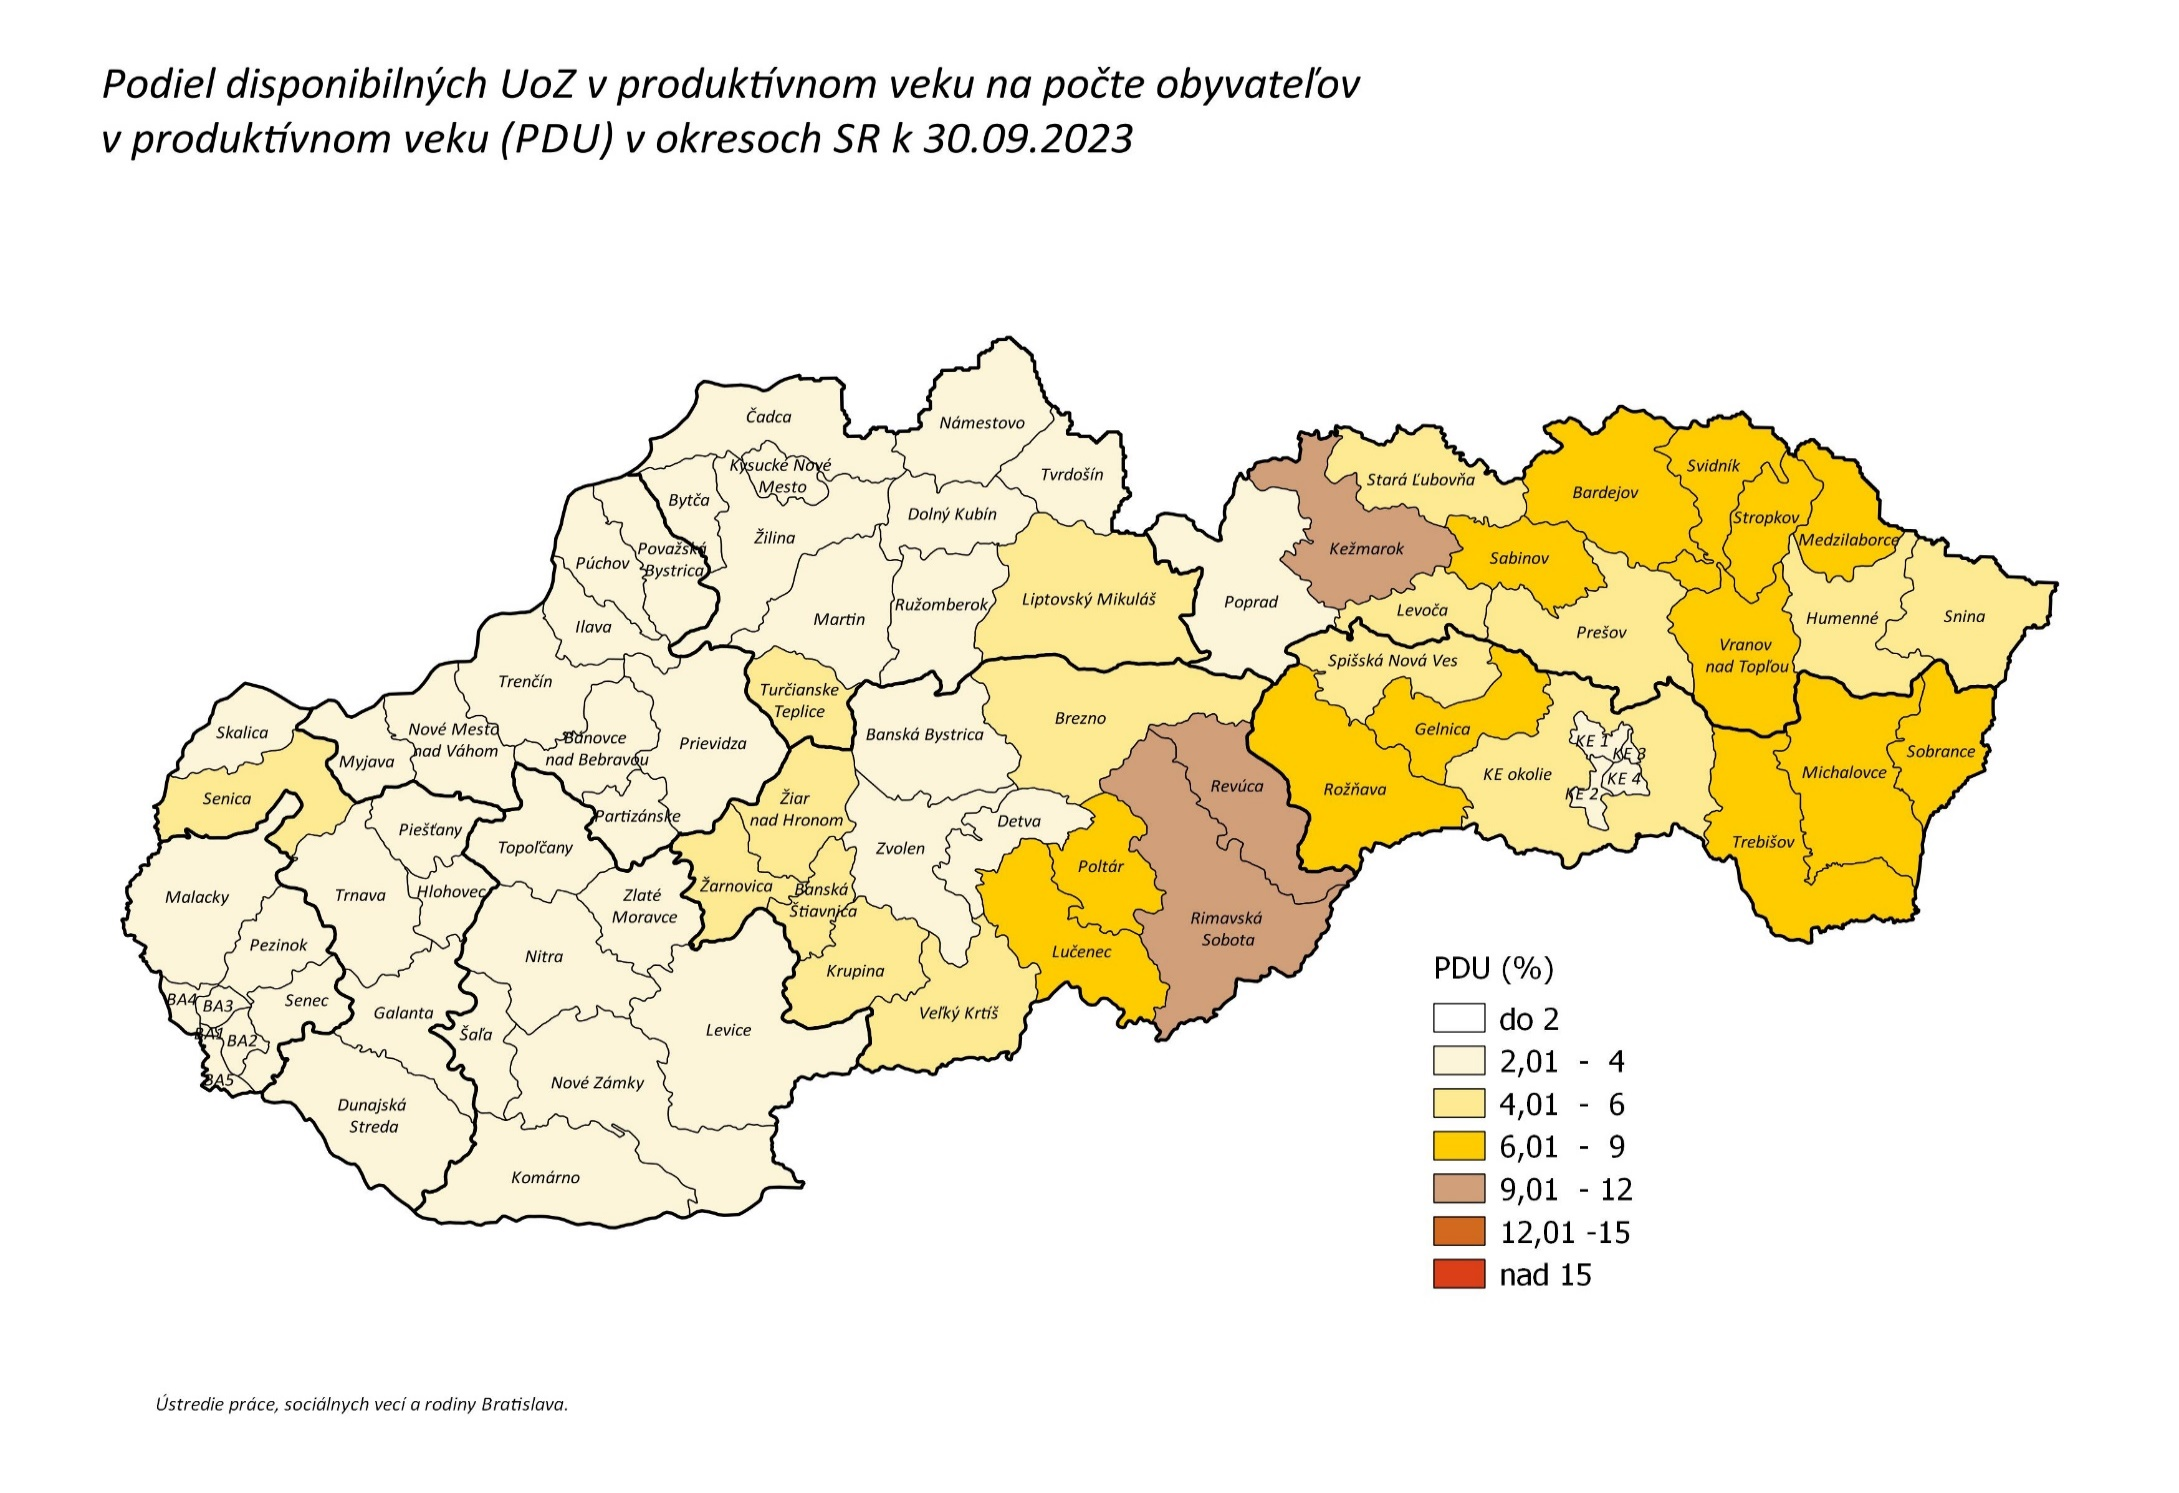 Podiel disponibilných UoZ v produktívnom veku na počte obyvateľov
v produktívnom veku (PDU) v okresoch SR k 30.09.2023
Čadca
Námestovo
Kysucké Nové
Mesto
Tvrdošín
Bytča
Dolný Kubín
Žilina
Považská
Bystrica
Púchov
Ilava
Martin
Ružomberok
Liptovský Mikuláš
Poprad
Kežmarok
Stará Ľubovňa
Levoča
Sabinov
Bardejov
Svidník
Stropkov
Medzilaborce
Prešov
Vranov
nad Topľou
Humenné
Snina
Trenčín
Turčianske
Teplice
Skalica
Myjava
Nové Mesto
nad Váhom
Bánovce
nad Bebravou
Prievidza
Banská Bystrica
Brezno
Spišská Nová Ves
Gelnica
KE 1
KE 3
KE 4
KE 2
KE okolie
Michalovce
Sobrance
Senica
Piešťany
Partizánske
Topoľčany
Žiar
nad Hronom
Detva
Zvolen
Revúca
Rožňava
Trebišov
Malacky
Trnava
Hlohovec
Zlaté
Moravce
Žarnovica
Banská
Štiavnica
Poltár
Rimavská
Sobota
Pezinok
Nitra
Krupina
Lučenec
BA4
BA3
Senec
Galanta
BA1
BA2
Šaľa
Levice
Veľký Krtíš
BA5
Nové Zámky
Dunajská
Streda
Komárno
PDU (%)
do 2
2,01 - 4
4,01 - 6
6,01 - 9
9,01 - 12
12,01 -15
nad 15
Ústredie práce, sociálnych vecí a rodiny Bratislava.